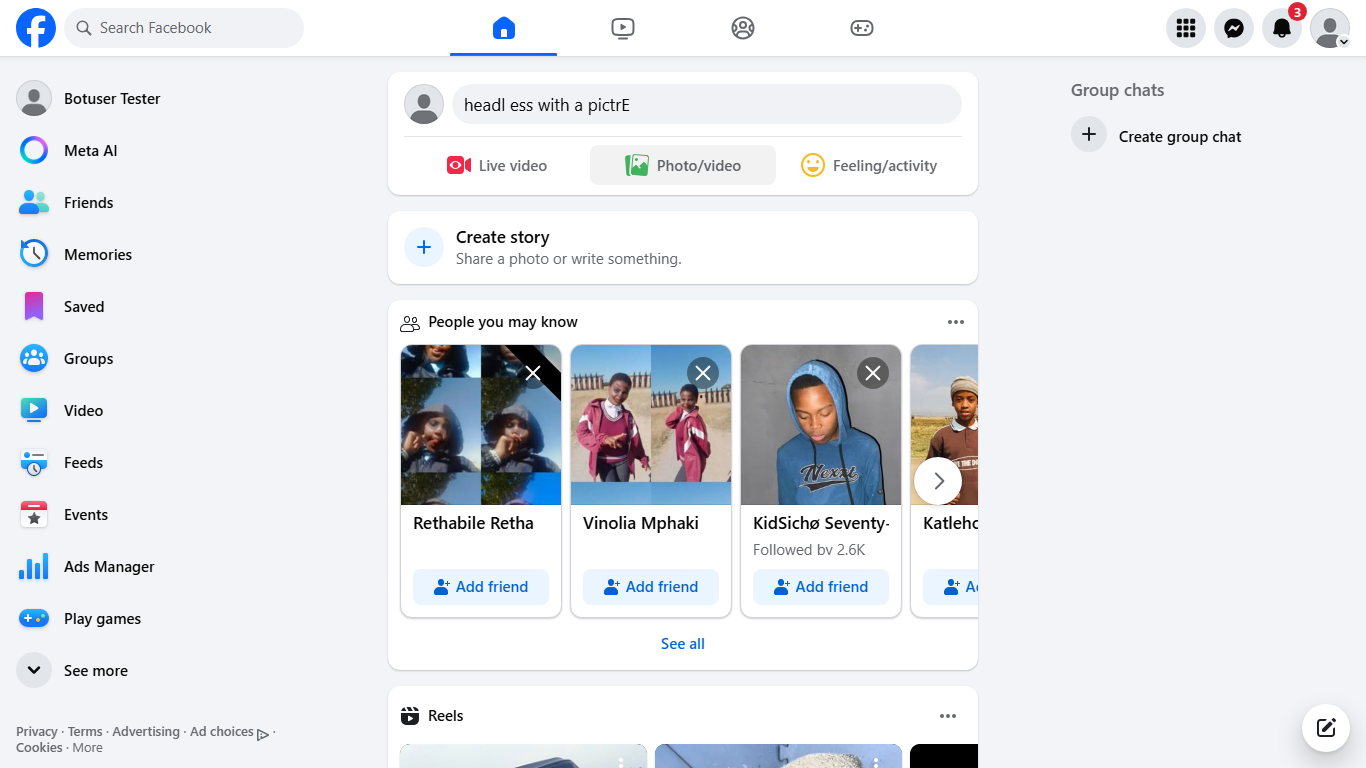 Search Facebook
3
Botuser Tester
Meta AI
Friends
Memories
Saved
Groups
Video
Feeds
Events
Ads Manager
Play games
See more
Privacy · Terms · Advertising · Ad choices ·
Cookies · More
headl ess with a pictrE
Live video
Photo/video
Feeling/activity
Create story
Share a photo or write something.
People you may know
Nexxt
Rethabile Retha
Add friend
Vinolia Mphaki
Add friend
KidSichø Seventy-
Followed by 2.6K
Add friend
Katleho
See all
Reels
Group chats
Create group chat